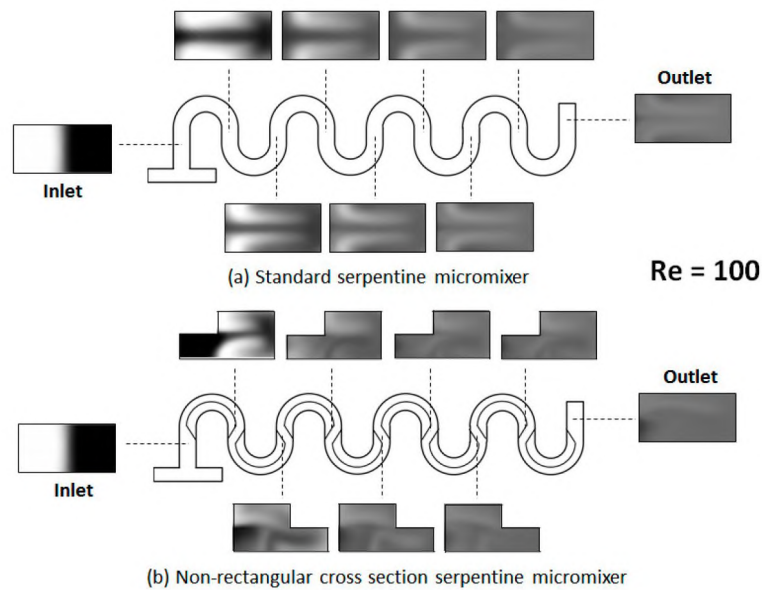 Outlet
Inlet
(a) Standard serpentine micromixer
Re = 100
Outlet
Inlet
(b) Non-rectangular cross section serpentine micromixer